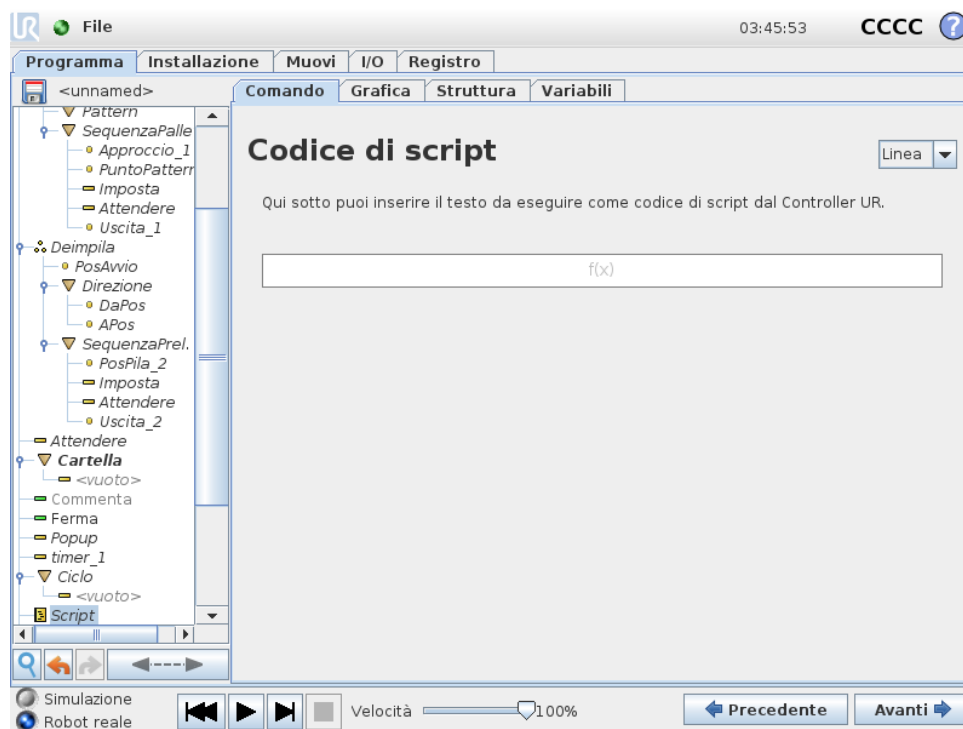 UR File 03:45:53 CCCC ?
Programma Installazione Muovi I/O Registro
<unnamed> Comando Grafica Struttura Variabili
Pattern
SequenzaPalle
Approccio_1
PuntoPattern
Imposta
Attendere
Uscita_1
Deimpila
PosAvvio
Direzione
DaPos
APos
SequenzaPrel.
PosPila_2
Imposta
Attendere
Uscita_2
Attendere
Cartella
<vuoto>
Commenta
Ferma
Popup
timer_1
Ciclo
<vuoto>
Script
Codice di script
Linea
Qui sotto puoi inserire il testo da eseguire come codice di script dal Controller UR.
f(x)
Simulazione
Robot reale
Velocità 100%
Precedente Avanti